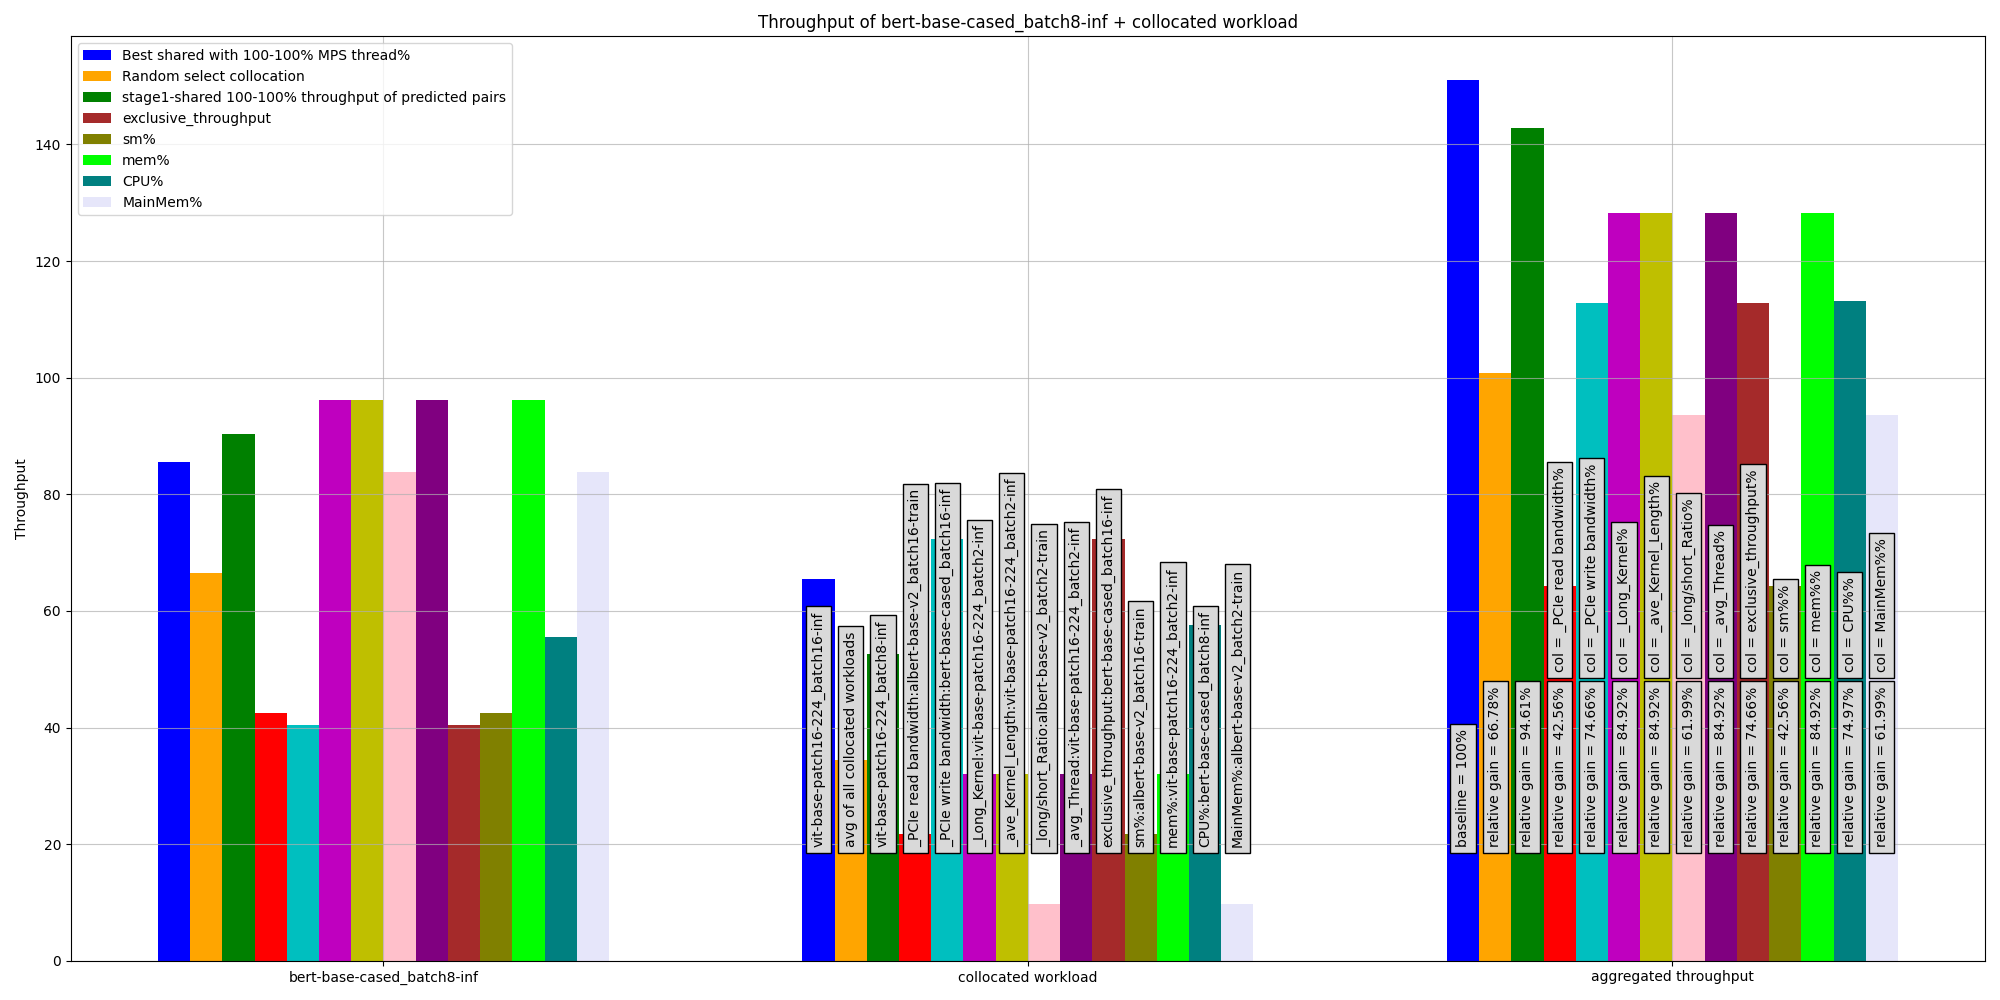 Throughput of bert-base-cased_batch8-inf + collocated workload
Best shared with 100-100% MPS thread%
Random select collocation
stage1-shared 100-100% throughput of predicted pairs
exclusive_throughput
sm%
mem%
CPU%
MainMem%
Throughput
140
120
100
80
60
40
20
0
vit-base-patch16-224_batch16-inf
avg of all collocated workloads
vit-base-patch16-224_batch8-inf
_PCIe read bandwidth:albert-base-v2_batch16-train
_PCIe write bandwidth:bert-base-cased_batch16-inf
_Long_Kernel:vit-base-patch16-224_batch2-inf
_ave_Kernel_Length:vit-base-patch16-224_batch2-inf
_long/short_Ratio:albert-base-v2_batch2-train
_avg_Thread:vit-base-patch16-224_batch2-inf
exclusive_throughput:bert-base-cased_batch16-inf
sm%:albert-base-v2_batch16-train
mem%:vit-base-patch16-224_batch2-inf
CPU%:bert-base-cased_batch8-inf
MainMem%:albert-base-v2_batch2-train
col = _PCIe read bandwidth%
col = _PCIe write bandwidth%
col = _Long_Kernel%
col = _ave_Kernel_Length%
col = _long/short_Ratio%
col = _avg_Thread%
col = exclusive_throughput%
col = sm%%
col = mem%%
col = CPU%%
col = MainMem%%
baseline = 100%
relative gain = 66.78%
relative gain = 94.61%
relative gain = 42.56%
relative gain = 74.66%
relative gain = 84.92%
relative gain = 84.92%
relative gain = 61.99%
relative gain = 84.92%
relative gain = 74.66%
relative gain = 42.56%
relative gain = 84.92%
relative gain = 74.97%
relative gain = 61.99%
bert-base-cased_batch8-inf
collocated workload
aggregated throughput